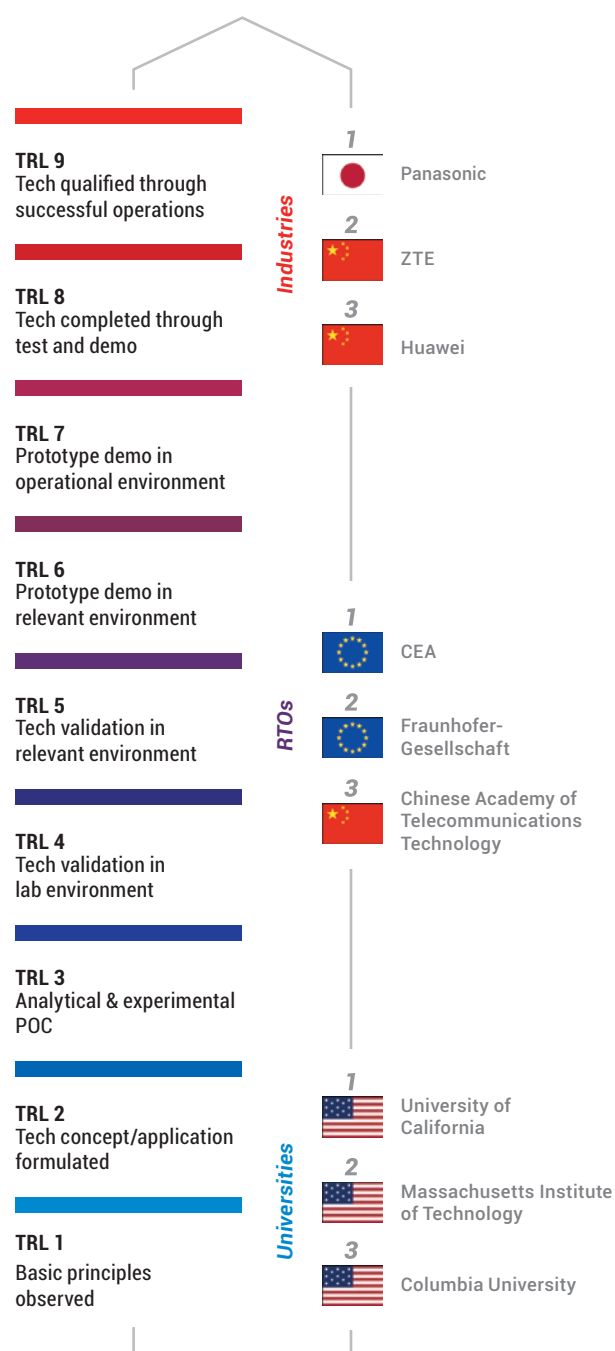 TRL 9
Tech qualified through
successful operations
TRL 8
Tech completed through
test and demo
TRL 7
Prototype demo in
operational environment
TRL 6
Prototype demo in
relevant environment
TRL 5
Tech validation in
relevant environment
TRL 4
Tech validation in
lab environment
TRL 3
Analytical & experimental
POC
TRL 2
Tech concept/application
formulated
TRL 1
Basic principles
observed
Industries
1
Panasonic
2
ZTE
3
Huawei
RTOs
1
CEA
2
Fraunhofer-
Gesellschaft
3
Chinese Academy of
Telecommunications
Technology
Universities
1
University of
California
2
Massachusetts Institute
of Technology
3
Columbia University